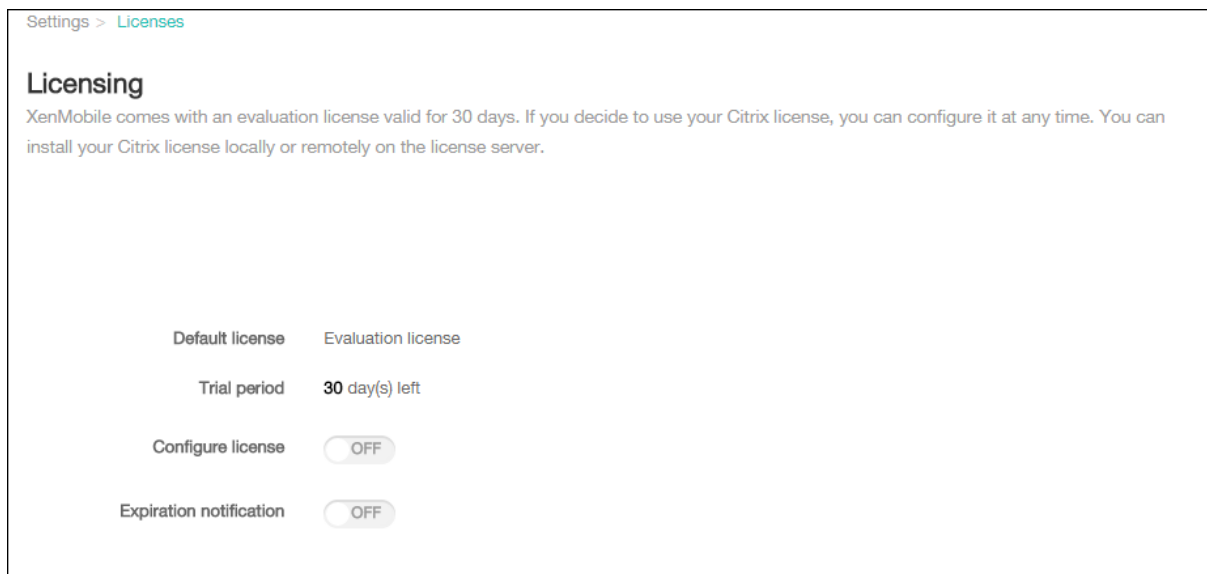 Settings > Licenses
Licensing
XenMobile comes with an evaluation license valid for 30 days. If you decide to use your Citrix license, you can configure it at any time. You can
install your Citrix license locally or remotely on the license server.
Default license Evaluation license
Trial period 30 day(s) left
Configure license OFF
Expiration notification OFF